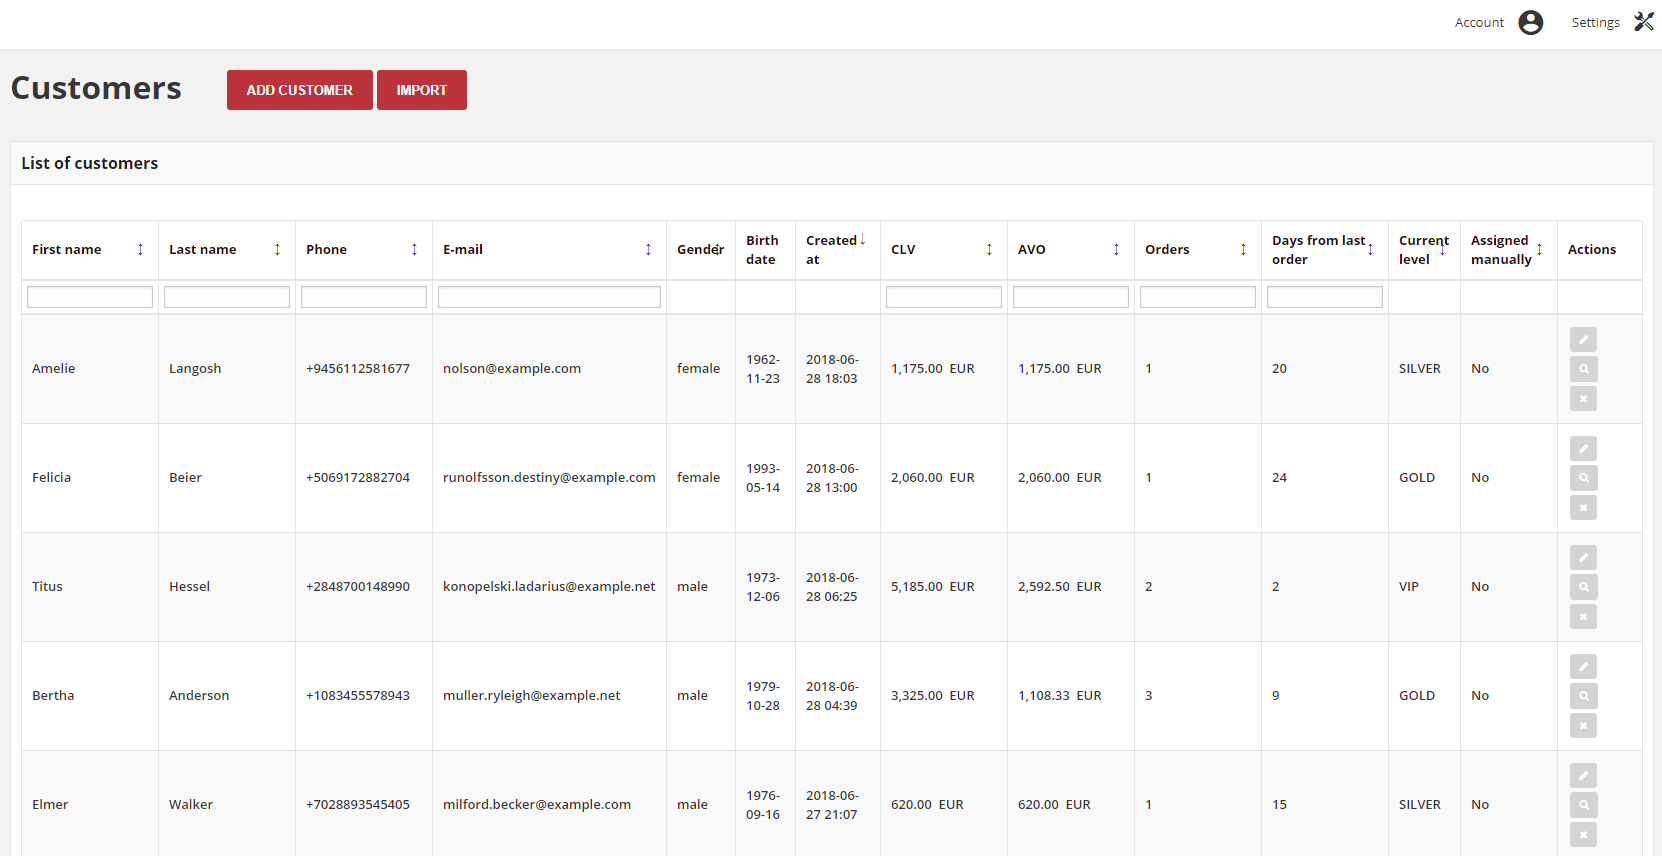 Account Settings
Customers ADD CUSTOMER IMPORT
List of customers
First name Last name Phone E-mail Gender Birth date Created at CLV AVO Orders Days from last order Current level Assigned manually Actions
Amelie Langosh +9456112581677 nolson@example.com female 1962-11-23 2018-06-28 18:03 1,175.00 EUR 1,175.00 EUR 1 20 SILVER No
Felicia Beier +5069172882704 runolfsson.destiny@example.com female 1993-05-14 2018-06-28 13:00 2,060.00 EUR 2,060.00 EUR 1 24 GOLD No
Titus Hessel +2848700148990 konopelski.ladarius@example.net male 1973-12-06 2018-06-28 06:25 5,185.00 EUR 2,592.50 EUR 2 2 VIP No
Bertha Anderson +1083455578943 muller.ryleigh@example.net male 1979-10-28 2018-06-28 04:39 3,325.00 EUR 1,108.33 EUR 3 9 GOLD No
Elmer Walker +7028893545405 milford.becker@example.com male 1976-09-16 2018-06-27 21:07 620.00 EUR 620.00 EUR 1 15 SILVER No